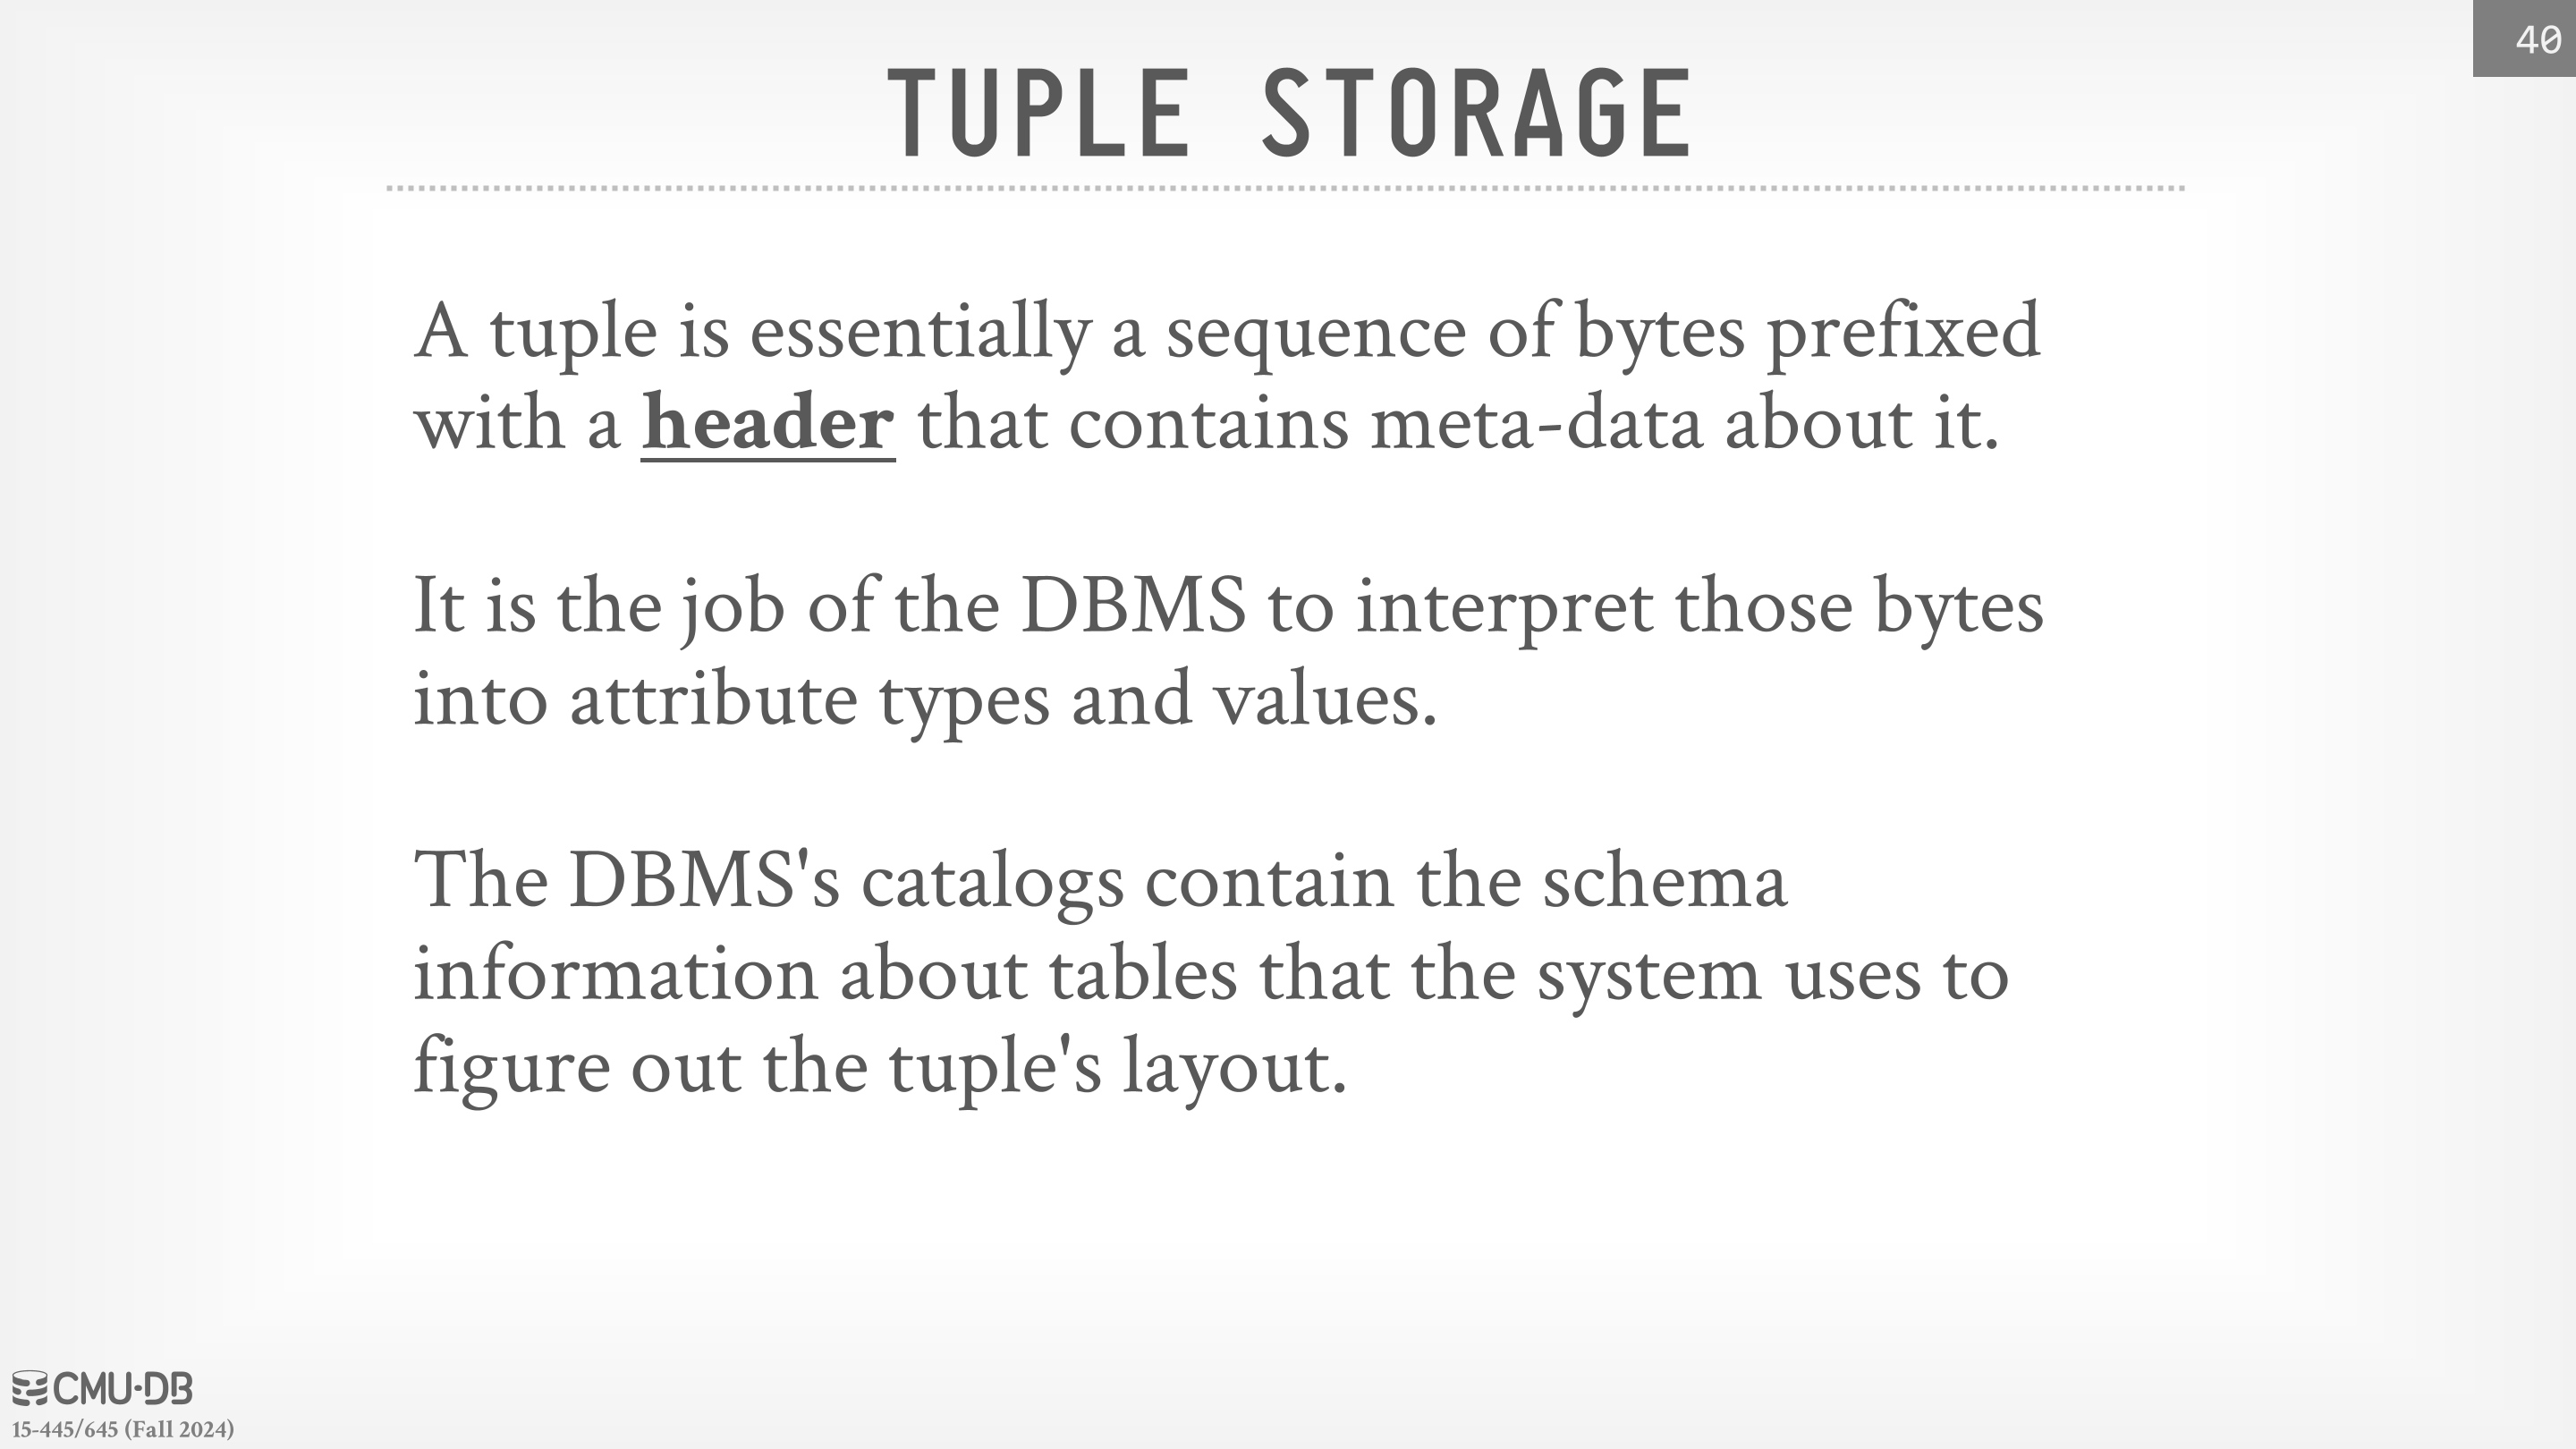 40
TUPLE STORAGE
A tuple is essentially a sequence of bytes prefixed
with a header that contains meta-data about it.
It is the job of the DBMS to interpret those bytes
into attribute types and values.
The DBMS's catalogs contain the schema
information about tables that the system uses to
figure out the tuple's layout.
CMU·DB
15-445/645 (Fall 2024)